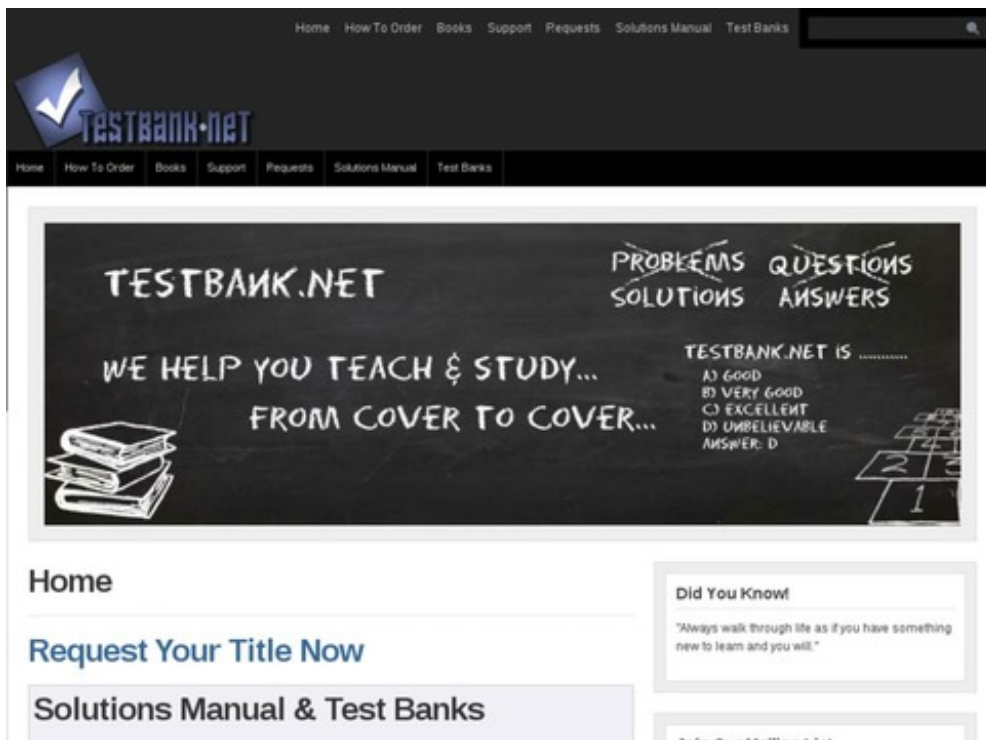 Home How To Order Books Support Requests Solutions Manual Test Banks
TESTBANK.NET
Home How To Order Books Support Requests Solutions Manual Test Banks
TESTBANK.NET
PROBLEMS QUESTIONS
SOLUTIONS ANSWERS
WE HELP YOU TEACH & STUDY...
FROM COVER TO COVER...
TESTBANK.NET IS ............
A) GOOD
B) VERY GOOD
C) EXCELLENT
D) UNBELIEVABLE
ANSWER: D
2 3
1
Home
Request Your Title Now
Solutions Manual & Test Banks
Did You Know!
"Always walk through life as if you have something
new to learn and you will."